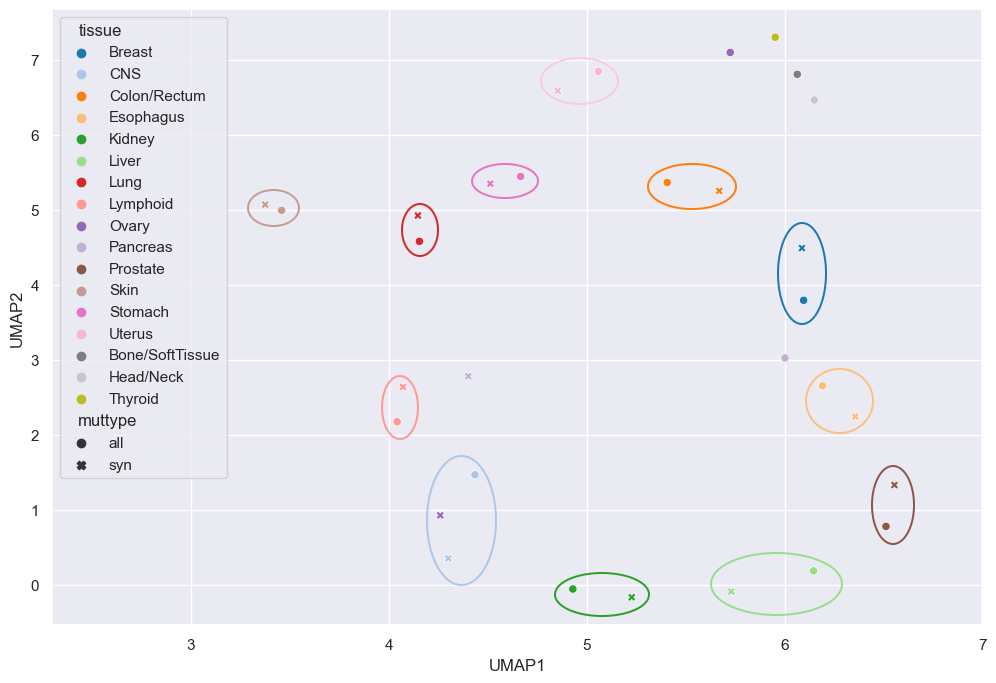 tissue
Breast
CNS
Colon/Rectum
Esophagus
Kidney
Liver
Lung
Lymphoid
Ovary
Pancreas
Prostate
Skin
Stomach
Uterus
Bone/SoftTissue
Head/Neck
Thyroid
muttype
all
syn
7
6
5
4
3
2
1
0
UMAP2
3
4
5
6
7
UMAP1